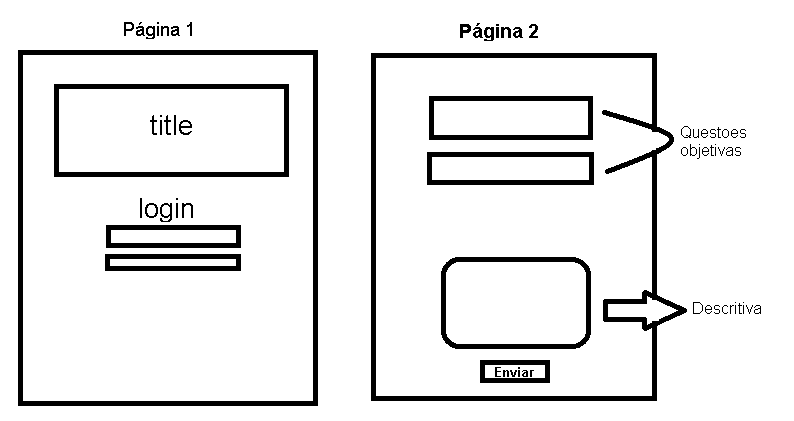 Página 1
title
login
Página 2
Questoes
objetivas
Descritiva
Enviar